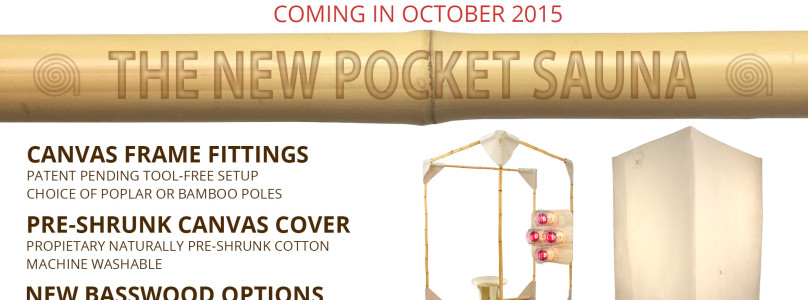 COMING IN OCTOBER 2015
THE NEW POCKET SAUNA
CANVAS FRAME FITTINGS
PATENT PENDING TOOL-FREE SETUP
CHOICE OF POPLAR OR BAMBOO POLES
PRE-SHRUNK CANVAS COVER
PROPIETARY NATURALLY PRE-SHRUNK COTTON
MACHINE WASHABLE
NEW BASSWOOD OPTIONS